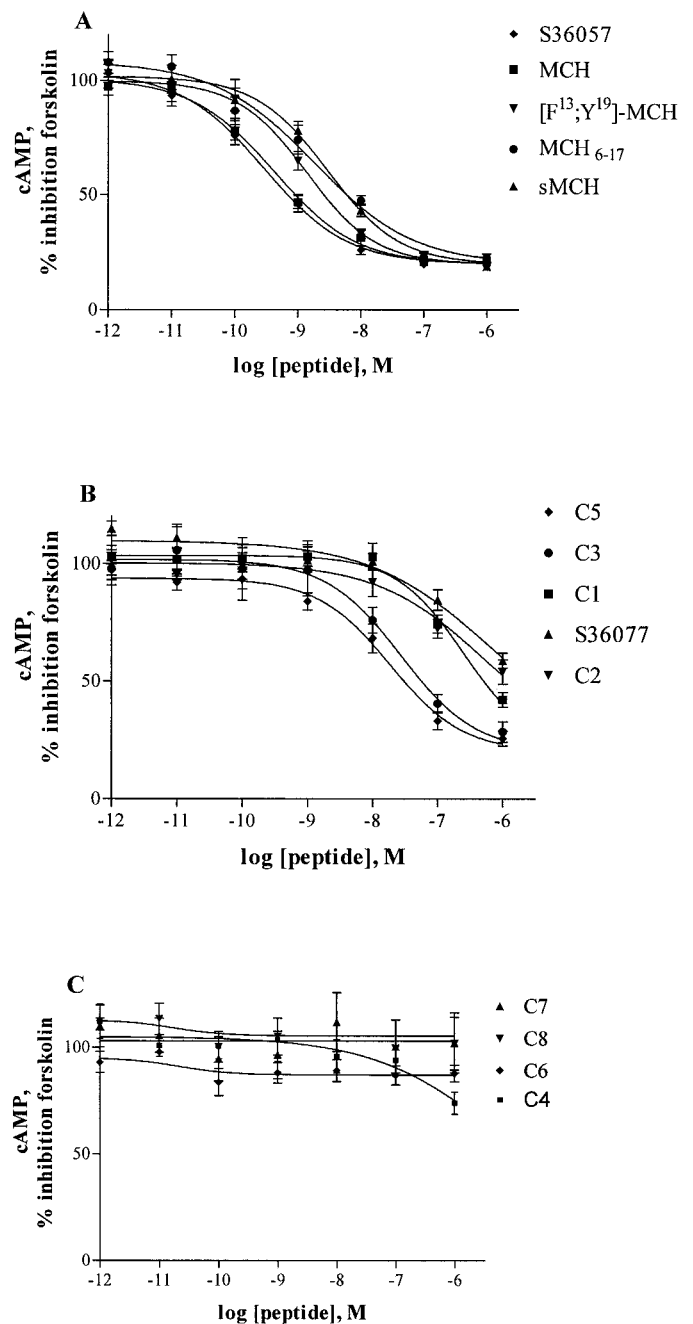 A
cAMP,
% inhibition forskolin
100
50
0
-12 -11 -10 -9 -8 -7 -6
log [peptide], M
S36057
MCH
[F13;Y19]-MCH
MCH6-17
sMCH
B
cAMP,
% inhibition forskolin
100
50
0
-12 -11 -10 -9 -8 -7 -6
log [peptide], M
C5
C3
C1
S36077
C2
C
cAMP,
% inhibition forskolin
100
50
0
-12 -11 -10 -9 -8 -7 -6
log [peptide], M
C7
C8
C6
C4